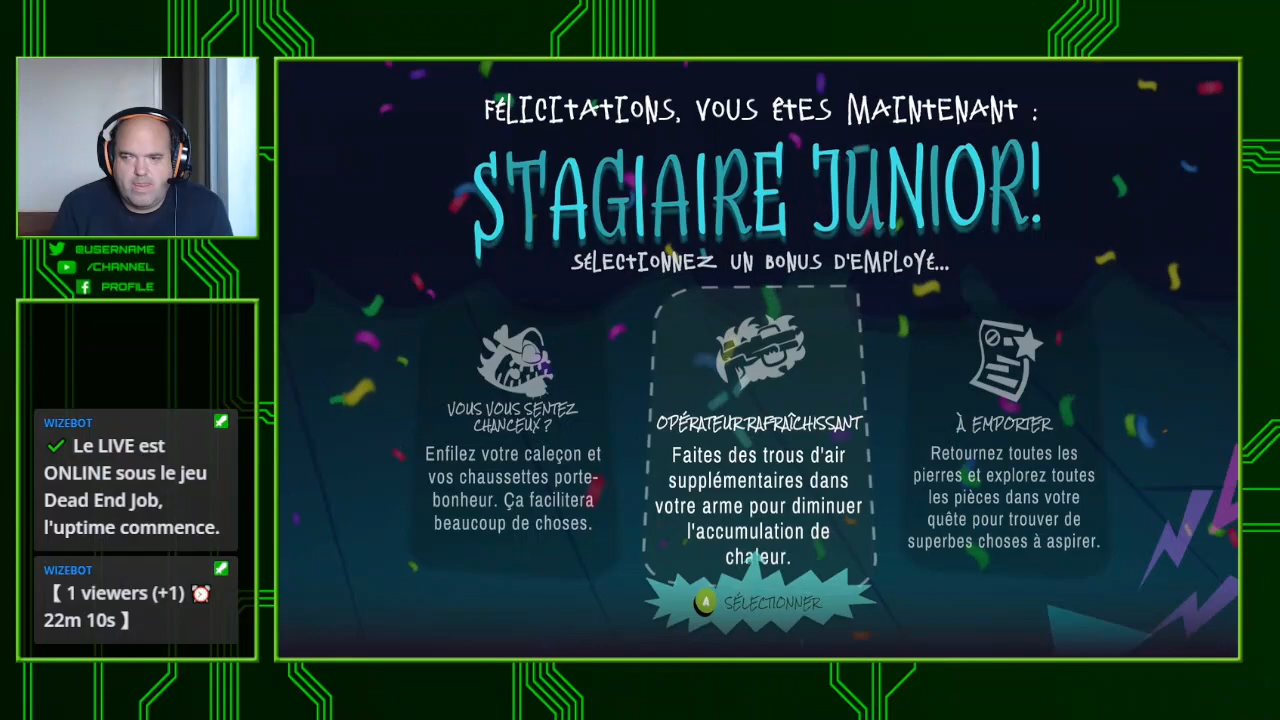 FÉLICITATIONS, VOUS ÊTES MAINTENANT :
STAGIAIRE JUNIOR!
SÉLECTIONNEZ UN BONUS D'EMPLOYÉ...
VOUS VOUS SENTEZ
CHANCEUX ?
Enfilez votre caleçon et
vos chaussettes porte-
bonheur. Ça facilitera
beaucoup de choses.
OPÉRATEUR RAFRAÎCHISSANT
Faites des trous d'air
supplémentaires dans
votre arme pour diminuer
l'accumulation de
chaleur.
A SÉLECTIONNER
À EMPORTER
Retournez toutes les
pierres et explorez toutes
les pièces dans votre
quête pour trouver de
superbes choses à aspirer.
@USERNAME
/CHANNEL
PROFILE
WIZEBOT
Le LIVE est
ONLINE sous le jeu
Dead End Job,
l'uptime commence.
WIZEBOT
【 1 viewers (+1) ⏰
22m 10s 】